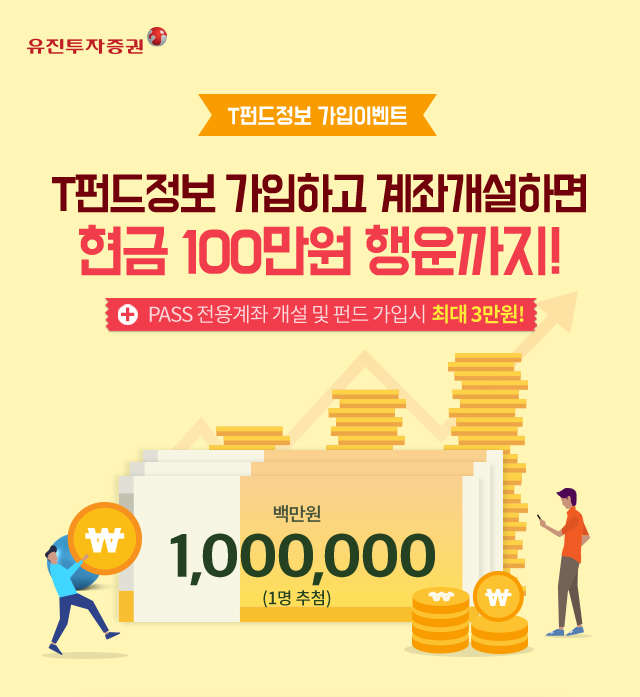 유진투자증권
T펀드정보 가입이벤트
T펀드정보 가입하고 계좌개설하면
현금 100만원 행운까지!
PASS 전용계좌 개설 및 펀드 가입시 최대 3만원!
백만원
1,000,000
(1명 추첨)
₩
₩
₩